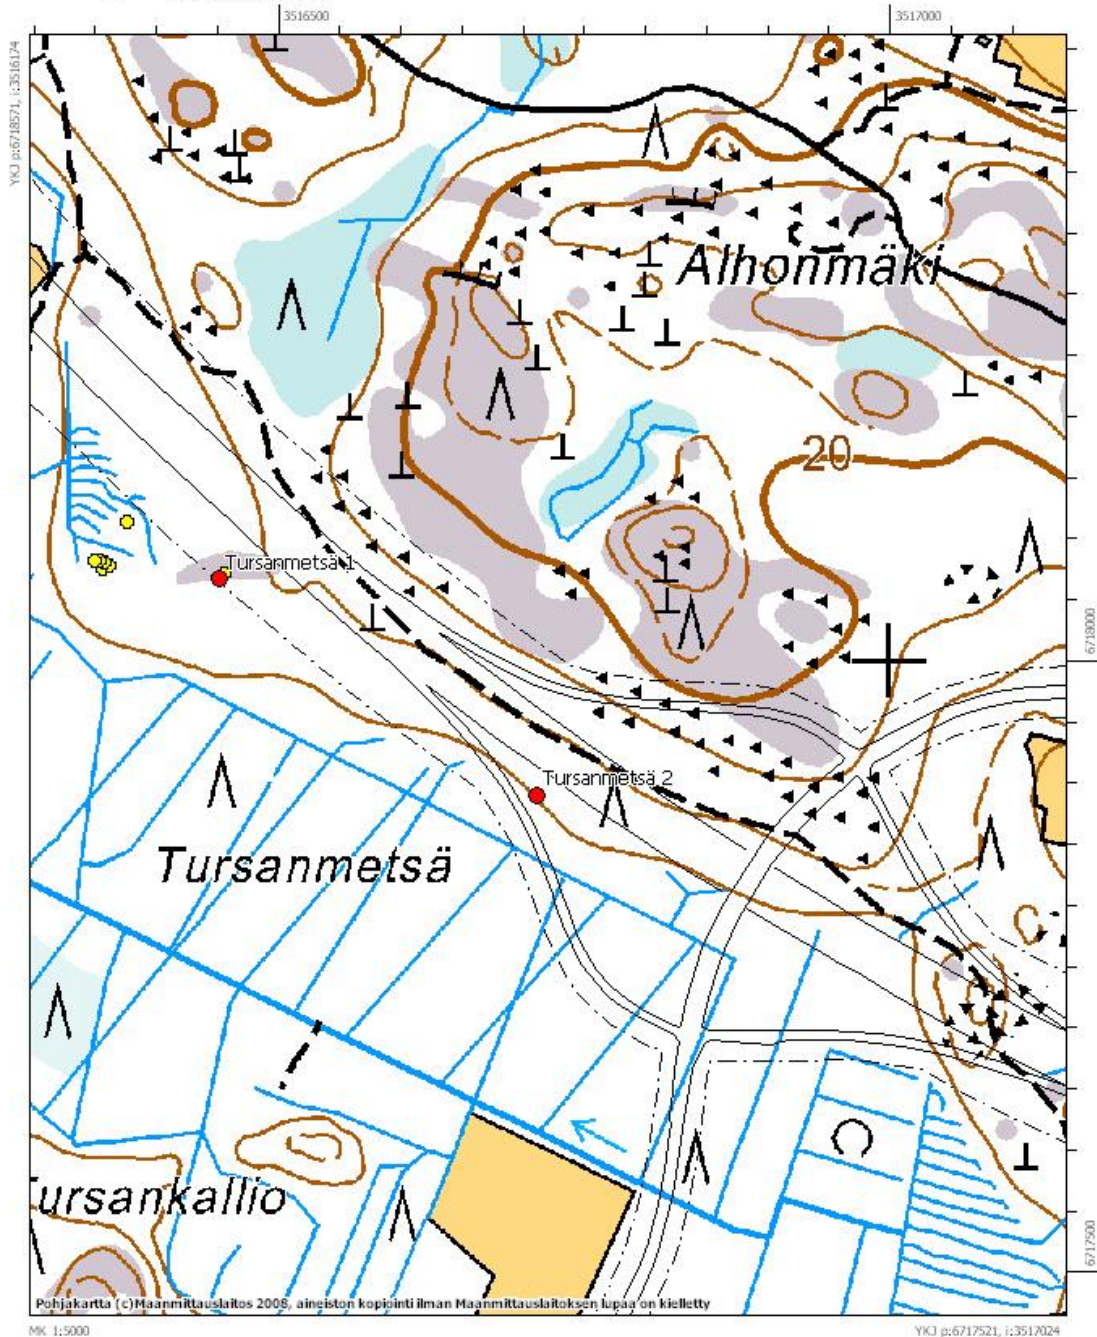 3516500
3517000
YKJ p:6718571, i:3516174
Alhonmäki
20
Tursanmetsä 1
6718000
Tursanmetsä 2
Tursanmetsä
Tursankallio
6717500
Pohjakartta (c)Maanmittauslaitos 2008, aineiston kopiointi ilman Maanmittauslaitoksen lupaa on kielletty
MK 1:5000
YKJ p:6717521, i:3517024